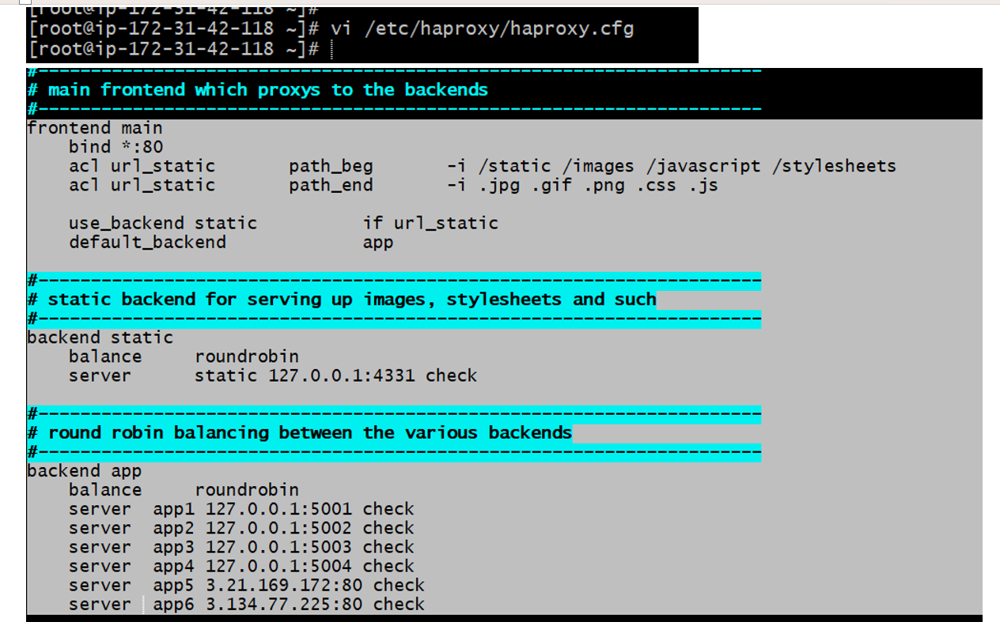 [root@ip-172-31-42-118 ~]#
[root@ip-172-31-42-118 ~]# vi /etc/haproxy/haproxy.cfg
[root@ip-172-31-42-118 ~]#
#---------------------------------------------------------------------
# main frontend which proxys to the backends
#---------------------------------------------------------------------
frontend main
    bind *:80
    acl url_static       path_beg       -i /static /images /javascript /stylesheets
    acl url_static       path_end       -i .jpg .gif .png .css .js

    use_backend static          if url_static
    default_backend             app

#---------------------------------------------------------------------
# static backend for serving up images, stylesheets and such
#---------------------------------------------------------------------
backend static
    balance     roundrobin
    server      static 127.0.0.1:4331 check

#---------------------------------------------------------------------
# round robin balancing between the various backends
#---------------------------------------------------------------------
backend app
    balance     roundrobin
    server  app1 127.0.0.1:5001 check
    server  app2 127.0.0.1:5002 check
    server  app3 127.0.0.1:5003 check
    server  app4 127.0.0.1:5004 check
    server  app5 3.21.169.172:80 check
    server  app6 3.134.77.225:80 check